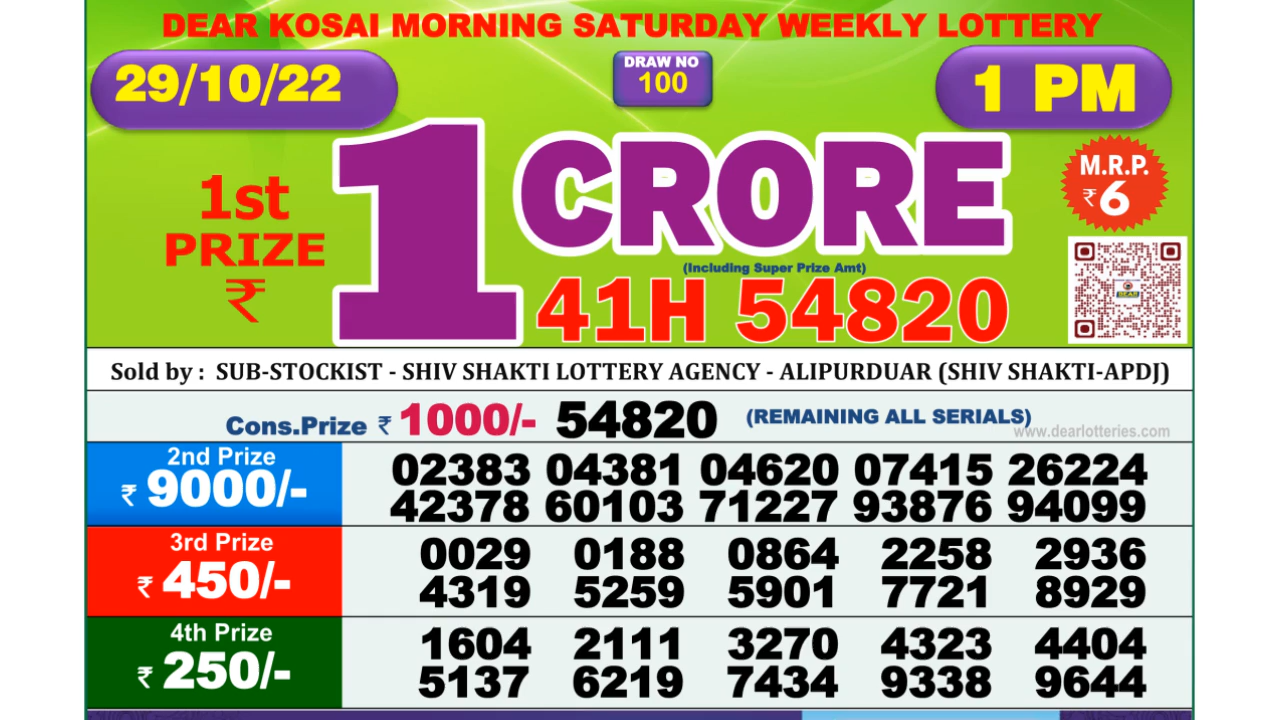 DEAR KOSAI MORNING SATURDAY WEEKLY LOTTERY
29/10/22
DRAW NO
100
1 PM
1st
PRIZE
₹
1 CRORE
(Including Super Prize Amt)
41H 54820
M.R.P.
₹6
DEAR
Sold by : SUB-STOCKIST - SHIV SHAKTI LOTTERY AGENCY - ALIPURDUAR (SHIV SHAKTI-APDJ)
Cons.Prize ₹ 1000/- 54820 (REMAINING ALL SERIALS)
www.dearlotteries.com
2nd Prize
₹ 9000/-
02383 04381 04620 07415 26224
42378 60103 71227 93876 94099
3rd Prize
₹ 450/-
0029 0188 0864 2258 2936
4319 5259 5901 7721 8929
4th Prize
₹ 250/-
1604 2111 3270 4323 4404
5137 6219 7434 9338 9644